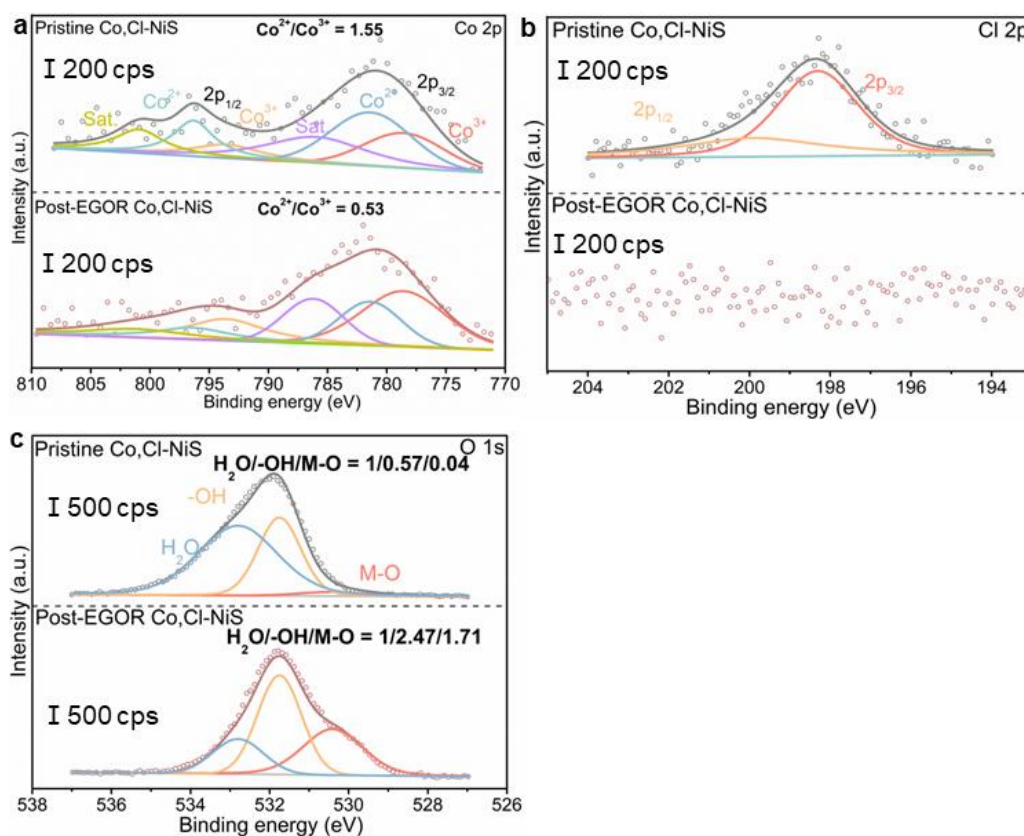 a
Pristine Co,Cl-NiS
Co²⁺/Co³⁺ = 1.55
Co 2p
I 200 cps
2p₃/₂
Sat.
Co²⁺
2p₁/₂
Co³⁺
Sat.
Co²⁺
Co³⁺
Post-EGOR Co,Cl-NiS
Co²⁺/Co³⁺ = 0.53
I 200 cps
Intensity (a.u.)
810 805 800 795 790 785 780 775 770
Binding energy (eV)
b
Pristine Co,Cl-NiS
Cl 2p
I 200 cps
2p₃/₂
2p₁/₂
Post-EGOR Co,Cl-NiS
I 200 cps
Intensity (a.u.)
204 202 200 198 196 194
Binding energy (eV)
c
Pristine Co,Cl-NiS
O 1s
H₂O/-OH/M-O = 1/0.57/0.04
I 500 cps
-OH
H₂O
M-O
Post-EGOR Co,Cl-NiS
H₂O/-OH/M-O = 1/2.47/1.71
I 500 cps
Intensity (a.u.)
538 536 534 532 530 528 526
Binding energy (eV)